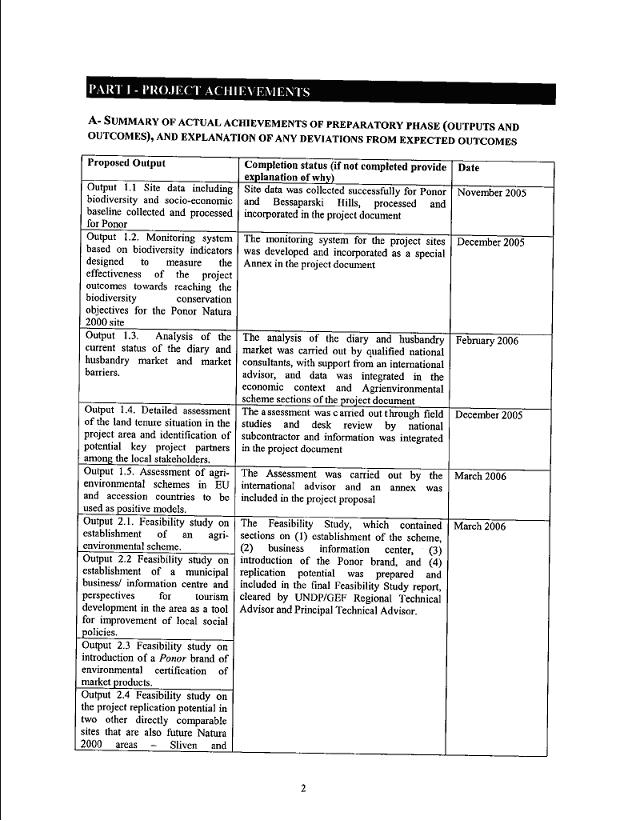 PART I - PROJECT ACHIEVEMENTS
A- SUMMARY OF ACTUAL ACHIEVEMENTS OF PREPARATORY PHASE (OUTPUTS AND
OUTCOMES), AND EXPLANATION OF ANY DEVIATIONS FROM EXPECTED OUTCOMES
Proposed Output
Completion status (if not completed provide
explanation of why)
Date
Output 1.1 Site data including
biodiversity and socio-economic
baseline collected and processed
for Ponor
Site data was collected successfully for Ponor
and Bessaparski Hills, processed and
incorporated in the project document
November 2005
Output 1.2. Monitoring system
based on biodiversity indicators
designed to measure the
effectiveness of the project
outcomes towards reaching the
biodiversity conservation
objectives for the Ponor Natura
2000 site
The monitoring system for the project sites
was developed and incorporated as a special
Annex in the project document
December 2005
Output 1.3. Analysis of the
current status of the diary and
husbandry market and market
barriers.
The analysis of the diary and husbandry
market was carried out by qualified national
consultants, with support from an international
advisor, and data was integrated in the
economic context and Agrienvironmental
scheme sections of the project document
February 2006
Output 1.4. Detailed assessment
of the land tenure situation in the
project area and identification of
potential key project partners
among the local stakeholders.
The assessment was carried out through field
studies and desk review by national
subcontractor and information was integrated
in the project document
December 2005
Output 1.5. Assessment of agri-
environmental schemes in EU
and accession countries to be
used as positive models.
The Assessment was carried out by the
international advisor and an annex was
included in the project proposal
March 2006
Output 2.1. Feasibility study on
establishment of an agri-
environmental scheme.
The Feasibility Study, which contained
sections on (1) establishment of the scheme,
(2) business information center, (3)
introduction of the Ponor brand, and (4)
replication potential was prepared and
included in the final Feasibility Study report,
cleared by UNDP/GEF Regional Technical
Advisor and Principal Technical Advisor.
March 2006
Output 2.2 Feasibility study on
establishment of a municipal
business/ information centre and
perspectives for tourism
development in the area as a tool
for improvement of local social
policies.
Output 2.3 Feasibility study on
introduction of a Ponor brand of
environmental certification of
market products.
Output 2.4 Feasibility study on
the project replication potential in
two other directly comparable
sites that are also future Natura
2000 areas – Sliven and
2